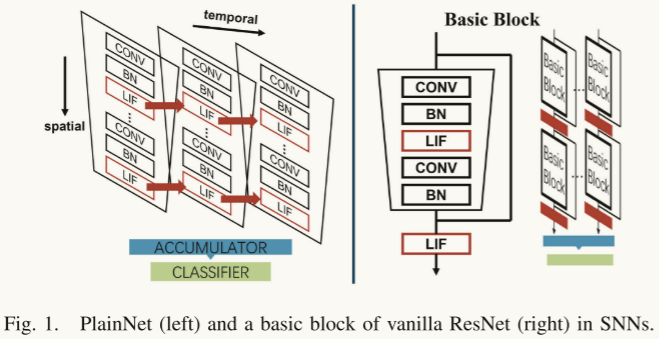 temporal
spatial
CONV
BN
LIF
CONV
BN
LIF
CONV
BN
LIF
CONV
BN
LIF
CONV
BN
LIF
CONV
BN
LIF
ACCUMULATOR
CLASSIFIER
Basic Block
CONV
BN
LIF
CONV
BN
LIF
Basic
Block
Basic
Block
Basic
Block
Basic
Block
Fig. 1. PlainNet (left) and a basic block of vanilla ResNet (right) in SNNs.